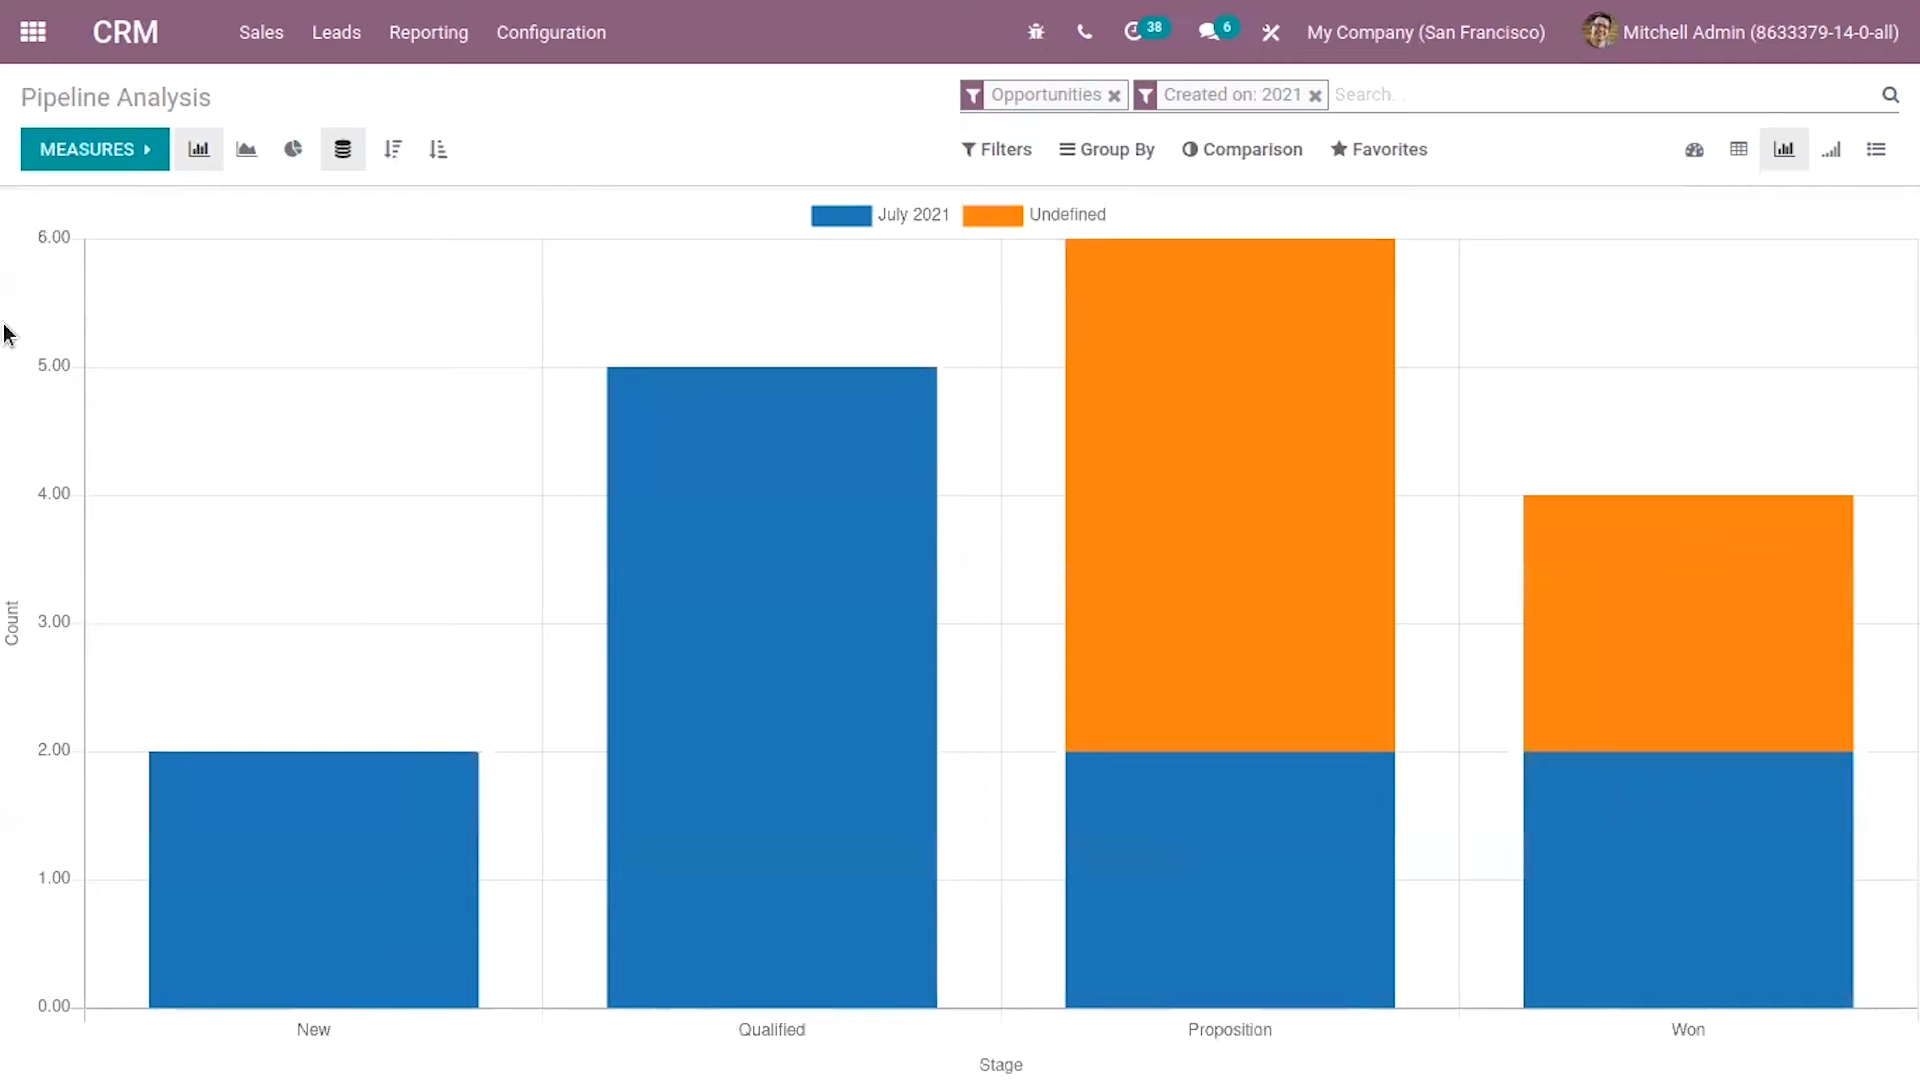 CRM Sales Leads Reporting Configuration 38 6 My Company (San Francisco) Mitchell Admin (8633379-14-0-all)
Pipeline Analysis
Opportunities Created on: 2021 Search...
MEASURES Filters Group By Comparison Favorites
July 2021 Undefined
6.00
5.00
4.00
3.00
2.00
1.00
0.00
Count
New Qualified Proposition Won
Stage